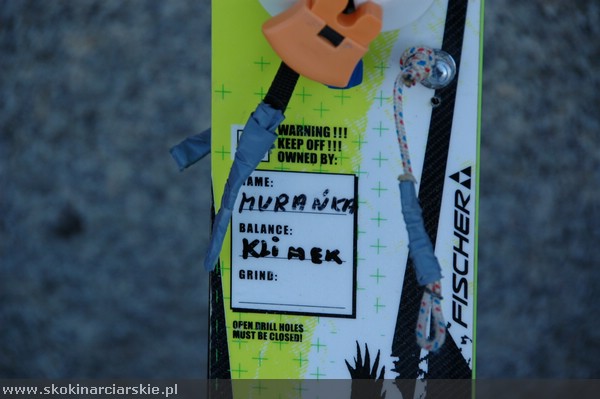 WARNING !!!
KEEP OFF !!!
OWNED BY:
NAME:
MURAŃKA
BALANCE:
KLIMEK
GRIND:
OPEN DRILL HOLES
MUST BE CLOSED!
by FISCHER
www.skokinarciarskie.pl